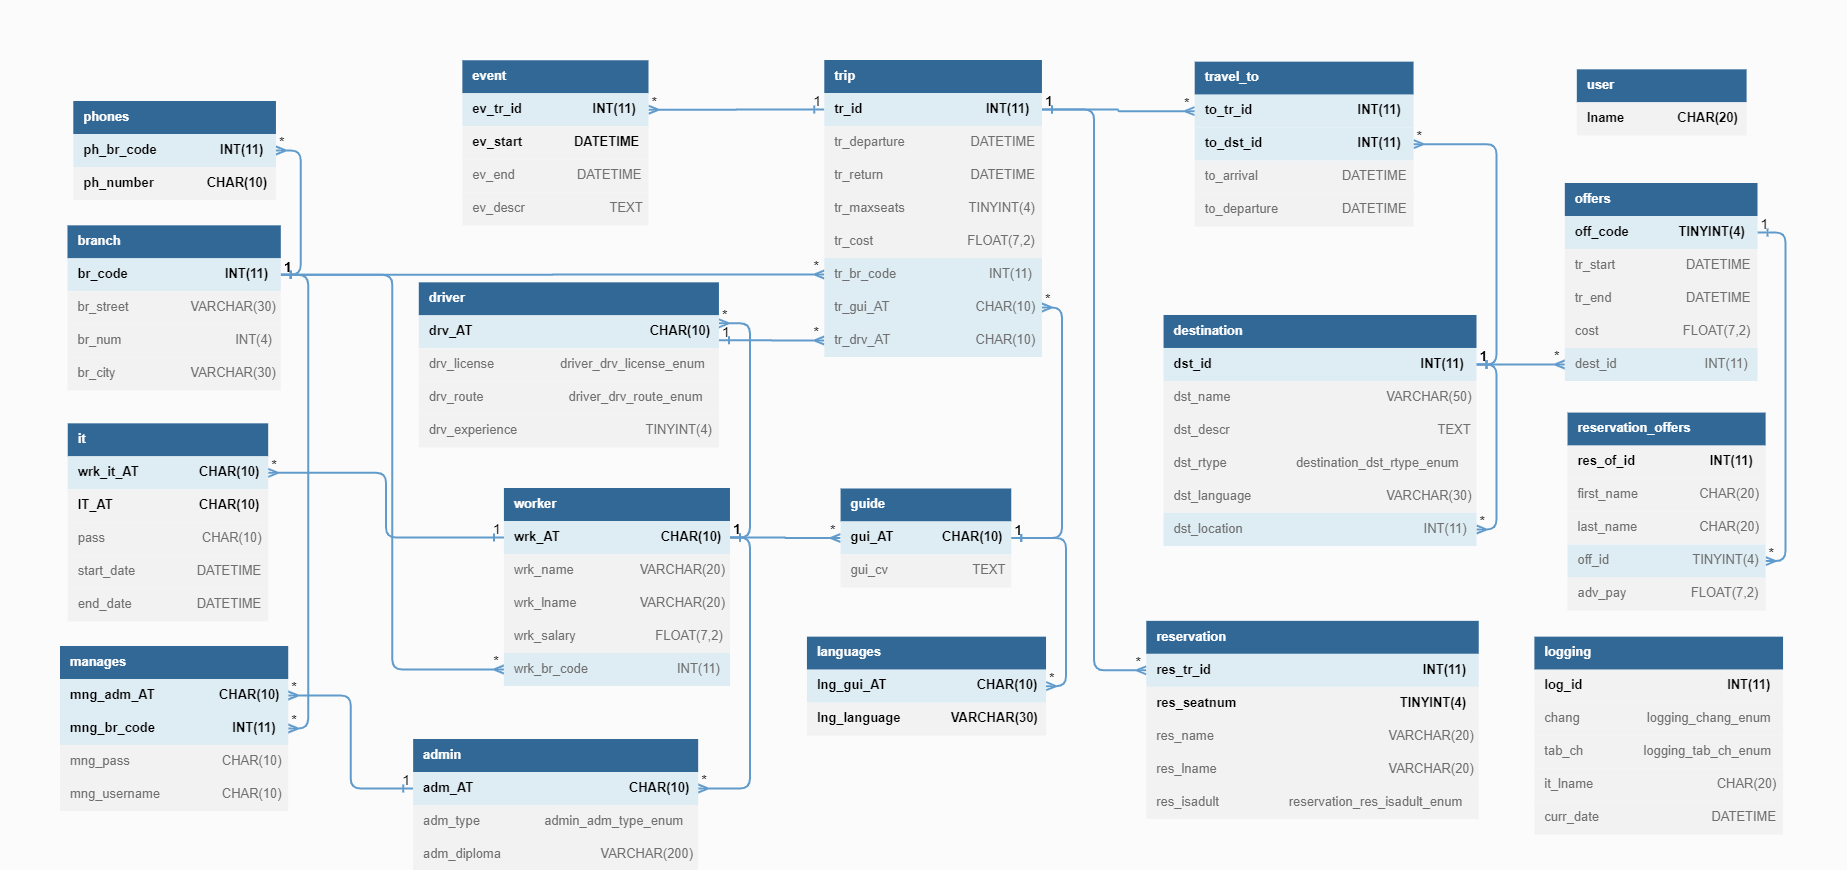 phones
ph_br_code INT(11)
ph_number CHAR(10)
branch
br_code INT(11)
br_street VARCHAR(30)
br_num INT(4)
br_city VARCHAR(30)
it
wrk_it_AT CHAR(10)
IT_AT CHAR(10)
pass CHAR(10)
start_date DATETIME
end_date DATETIME
manages
mng_adm_AT CHAR(10)
mng_br_code INT(11)
mng_pass CHAR(10)
mng_username CHAR(10)
event
ev_tr_id INT(11)
ev_start DATETIME
ev_end DATETIME
ev_descr TEXT
driver
drv_AT CHAR(10)
drv_license driver_drv_license_enum
drv_route driver_drv_route_enum
drv_experience TINYINT(4)
worker
wrk_AT CHAR(10)
wrk_name VARCHAR(20)
wrk_lname VARCHAR(20)
wrk_salary FLOAT(7,2)
wrk_br_code INT(11)
admin
adm_AT CHAR(10)
adm_type admin_adm_type_enum
adm_diploma VARCHAR(200)
trip
tr_id INT(11)
tr_departure DATETIME
tr_return DATETIME
tr_maxseats TINYINT(4)
tr_cost FLOAT(7,2)
tr_br_code INT(11)
tr_gui_AT CHAR(10)
tr_drv_AT CHAR(10)
guide
gui_AT CHAR(10)
gui_cv TEXT
languages
lng_gui_AT CHAR(10)
lng_language VARCHAR(30)
travel_to
to_tr_id INT(11)
to_dst_id INT(11)
to_arrival DATETIME
to_departure DATETIME
destination
dst_id INT(11)
dst_name VARCHAR(50)
dst_descr TEXT
dst_rtype destination_dst_rtype_enum
dst_language VARCHAR(30)
dst_location INT(11)
reservation
res_tr_id INT(11)
res_seatnum TINYINT(4)
res_name VARCHAR(20)
res_lname VARCHAR(20)
res_isadult reservation_res_isadult_enum
user
lname CHAR(20)
offers
off_code TINYINT(4)
tr_start DATETIME
tr_end DATETIME
cost FLOAT(7,2)
dest_id INT(11)
reservation_offers
res_of_id INT(11)
first_name CHAR(20)
last_name CHAR(20)
off_id TINYINT(4)
adv_pay FLOAT(7,2)
logging
log_id INT(11)
chang logging_chang_enum
tab_ch logging_tab_ch_enum
it_lname CHAR(20)
curr_date DATETIME